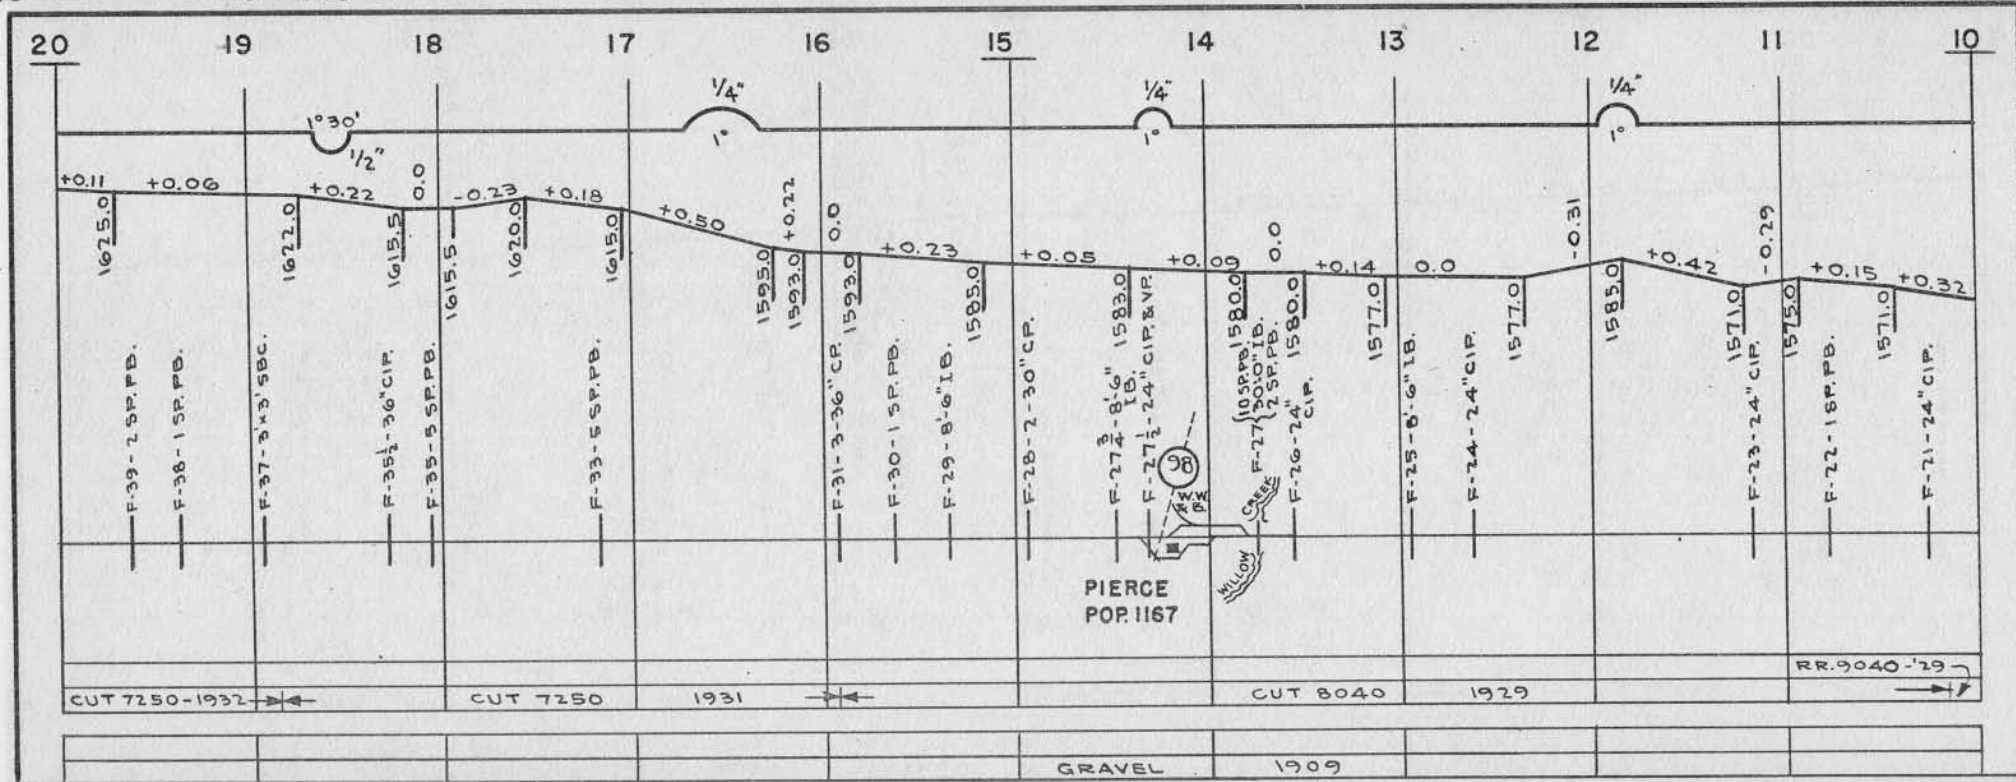 20 19 18 17 16 15 14 13 12 11 10
1°30' 1/4" 1/4" 1/4"
1/2" 1° 1° 1°
+0.11 +0.06 +0.22 0.0 -0.23 +0.18 +0.50 +0.22 0.0 +0.23 +0.05 +0.09 0.0 +0.14 0.0 -0.31 +0.42 -0.29 +0.15 +0.32
1625.0 1622.0 1615.5 1615.5 1620.0 1615.0 1595.0 1593.0 1593.0 1585.0 1583.0 1580.0 1580.0 1577.0 1577.0 1585.0 1571.0 1575.0 1571.0
F-39-2 SP. PB.
F-38-1 SP. PB.
F-37-3'x3' SBC.
F-35½-36" CIP.
F-35-5 SP. PB.
F-33-5 SP. PB.
F-31-3-36" CP.
F-30-1 SP. PB.
F-29-8'-6" IB.
F-28-2-30" CP.
F-27¾-8'-6"
IB.
F-27½-24" CIP. & VP.
F-27 {10 SP. PB.
30'0" IB.
2 SP. PB.
F-26-24"
CIP.
F-25-8'-6" IB.
F-24-24" CIP.
F-23-24" CIP.
F-22-1 SP. PB.
F-21-24" CIP.
98
W.W.
& B.
WILLOW CREEK
PIERCE
POP. 1167
RR. 9040-'29
CUT 7250-1932 CUT 7250 1931 CUT 8040 1929
GRAVEL 1909